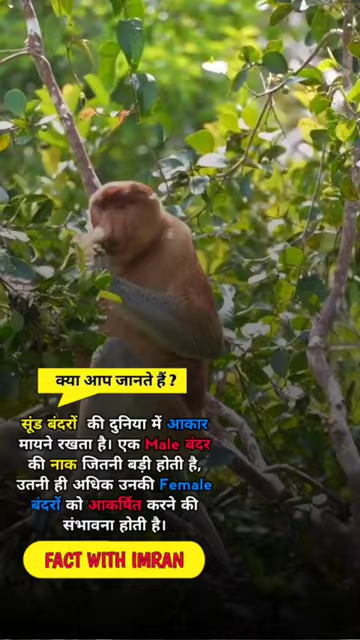 क्या आप जानते हैं ?
सूंड बंदरों की दुनिया में आकार
मायने रखता है। एक Male बंदर
की नाक जितनी बड़ी होती है,
उतनी ही अधिक उनकी Female
बंदरों को आकर्षित करने की
संभावना होती है।
FACT WITH IMRAN